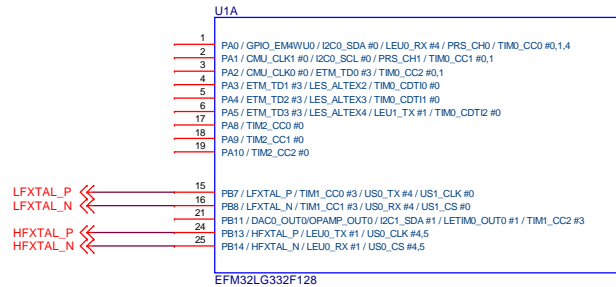 U1A
1 PA0 / GPIO_EM4WU0 / I2C0_SDA #0 / LEU0_RX #4 / PRS_CH0 / TIM0_CC0 #0,1,4
2 PA1 / CMU_CLK1 #0 / I2C0_SCL #0 / PRS_CH1 / TIM0_CC1 #0,1
3 PA2 / CMU_CLK0 #0 / ETM_TD0 #3 / TIM0_CC2 #0,1
4 PA3 / ETM_TD1 #3 / LES_ALTEX2 / TIM0_CDTI0 #0
5 PA4 / ETM_TD2 #3 / LES_ALTEX3 / TIM0_CDTI1 #0
6 PA5 / ETM_TD3 #3 / LES_ALTEX4 / LEU1_TX #1 / TIM0_CDTI2 #0
17 PA8 / TIM2_CC0 #0
18 PA9 / TIM2_CC1 #0
19 PA10 / TIM2_CC2 #0
LFXTAL_P 15 PB7 / LFXTAL_P / TIM1_CC0 #3 / US0_TX #4 / US1_CLK #0
LFXTAL_N 16 PB8 / LFXTAL_N / TIM1_CC1 #3 / US0_RX #4 / US1_CS #0
21 PB11 / DAC0_OUT0/OPAMP_OUT0 / I2C1_SDA #1 / LETIM0_OUT0 #1 / TIM1_CC2 #3
HFXTAL_P 24 PB13 / HFXTAL_P / LEU0_TX #1 / US0_CLK #4,5
HFXTAL_N 25 PB14 / HFXTAL_N / LEU0_RX #1 / US0_CS #4,5
EFM32LG332F128